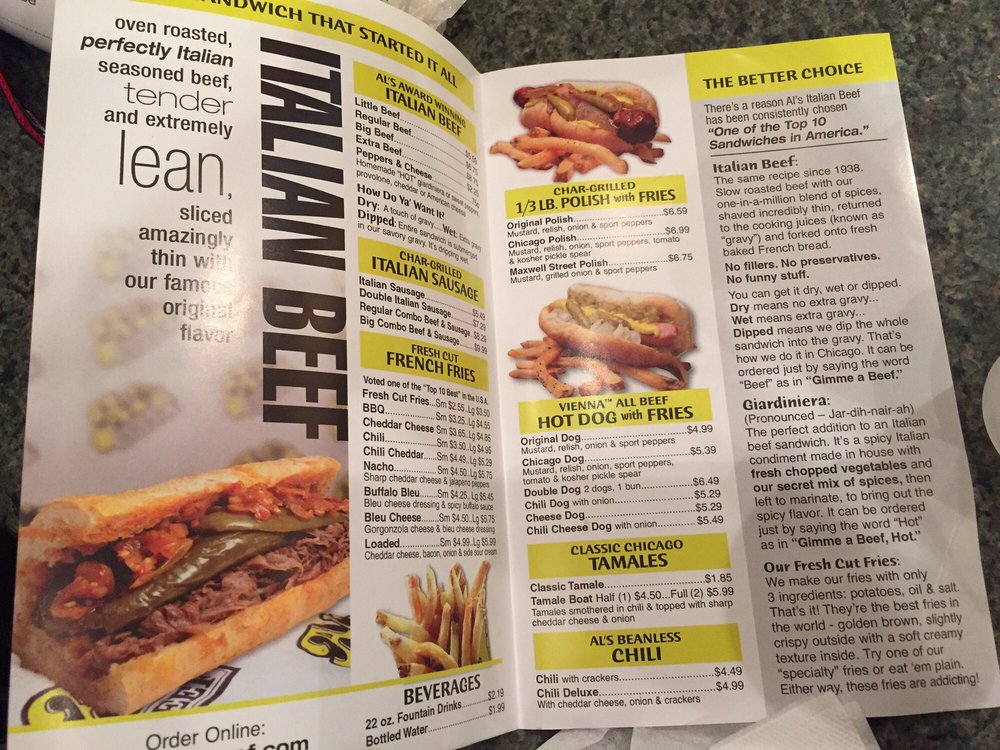 ANDWICH THAT STARTED IT ALL
oven roasted,
perfectly Italian
seasoned beef,
tender
and extremely
lean,
sliced
amazingly
thin with
our famous
original
flavor
ITALIAN BEEF
Order Online:
AL'S AWARD WINNING
ITALIAN BEEF
Little Beef
Regular Beef
Big Beef
Extra Beef
Peppers & Cheese
Homemade "HOT" giardiniera or sweet peppers,
provolone, cheddar or American cheese
How Do Ya' Want It?
Dry: A touch of gravy....Wet: Extra gravy
Dipped: Entire sandwich is submerged
in our savory gravy. It's dripping wet.
CHAR-GRILLED
ITALIAN SAUSAGE
Italian Sausage $5.49
Double Italian Sausage $7.29
Regular Combo Beef & Sausage $8.29
Big Combo Beef & Sausage $9.99
FRESH CUT
FRENCH FRIES
Voted one of the "Top 10 Best" in the U.S.A.
Fresh Cut Fries...Sm $2.55..Lg $3.50
BBQ Sm $3.25..Lg $4.55
Cheddar Cheese Sm $3.65..Lg $4.85
Chili Sm $3.50..Lg $4.95
Chili Cheddar Sm $4.49..Lg $5.29
Nacho Sm $4.50..Lg $5.75
Sharp cheddar cheese & jalapeno peppers
Buffalo Bleu Sm $4.25..Lg $5.45
Bleu cheese dressing & spicy buffalo sauce
Bleu Cheese Sm $4.50..Lg $5.75
Gorgonzola cheese & bleu cheese dressing
Loaded Sm $4.99..Lg $5.99
Cheddar cheese, bacon, onion & side sour cream
BEVERAGES
22 oz. Fountain Drinks $2.19
Bottled Water $1.99
CHAR-GRILLED
1/3 LB. POLISH with FRIES
Original Polish $6.59
Mustard, relish, onion & sport peppers
Chicago Polish $6.99
Mustard, relish, onion, sport peppers, tomato
& kosher pickle spear
Maxwell Street Polish $6.75
Mustard, grilled onion & sport peppers
VIENNA™ ALL BEEF
HOT DOG with FRIES
Original Dog $4.99
Mustard, relish, onion & sport peppers
Chicago Dog $5.39
Mustard, relish, onion, sport peppers,
tomato & kosher pickle spear
Double Dog 2 dogs, 1 bun $6.49
Chili Dog with onion $5.29
Cheese Dog $5.29
Chili Cheese Dog with onion $5.49
CLASSIC CHICAGO
TAMALES
Classic Tamale $1.85
Tamale Boat Half (1) $4.50...Full (2) $5.99
Tamales smothered in chili & topped with sharp
cheddar cheese & onion
AL'S BEANLESS
CHILI
Chili with crackers $4.49
Chili Deluxe $4.99
With cheddar cheese, onion & crackers
THE BETTER CHOICE
There's a reason Al's Italian Beef
has been consistently chosen
"One of the Top 10
Sandwiches in America."
Italian Beef:
The same recipe since 1938.
Slow roasted beef with our
one-in-a-million blend of spices,
shaved incredibly thin, returned
to the cooking juices (known as
"gravy") and forked onto fresh
baked French bread.
No fillers. No preservatives.
No funny stuff.
You can get it dry, wet or dipped.
Dry means no extra gravy...
Wet means extra gravy...
Dipped means we dip the whole
sandwich into the gravy. That's
how we do it in Chicago. It can be
ordered just by saying the word
"Beef" as in "Gimme a Beef."
Giardiniera:
(Pronounced – Jar-dih-nair-ah)
The perfect addition to an Italian
beef sandwich. It's a spicy Italian
condiment made in house with
fresh chopped vegetables and
our secret mix of spices, then
left to marinate, to bring out the
spicy flavor. It can be ordered
just by saying the word "Hot"
as in "Gimme a Beef, Hot."
Our Fresh Cut Fries:
We make our fries with only
3 ingredients: potatoes, oil & salt.
That's it! They're the best fries in
the world - golden brown, slightly
crispy outside with a soft creamy
texture inside. Try one of our
"specialty" fries or eat 'em plain.
Either way, these fries are addicting!